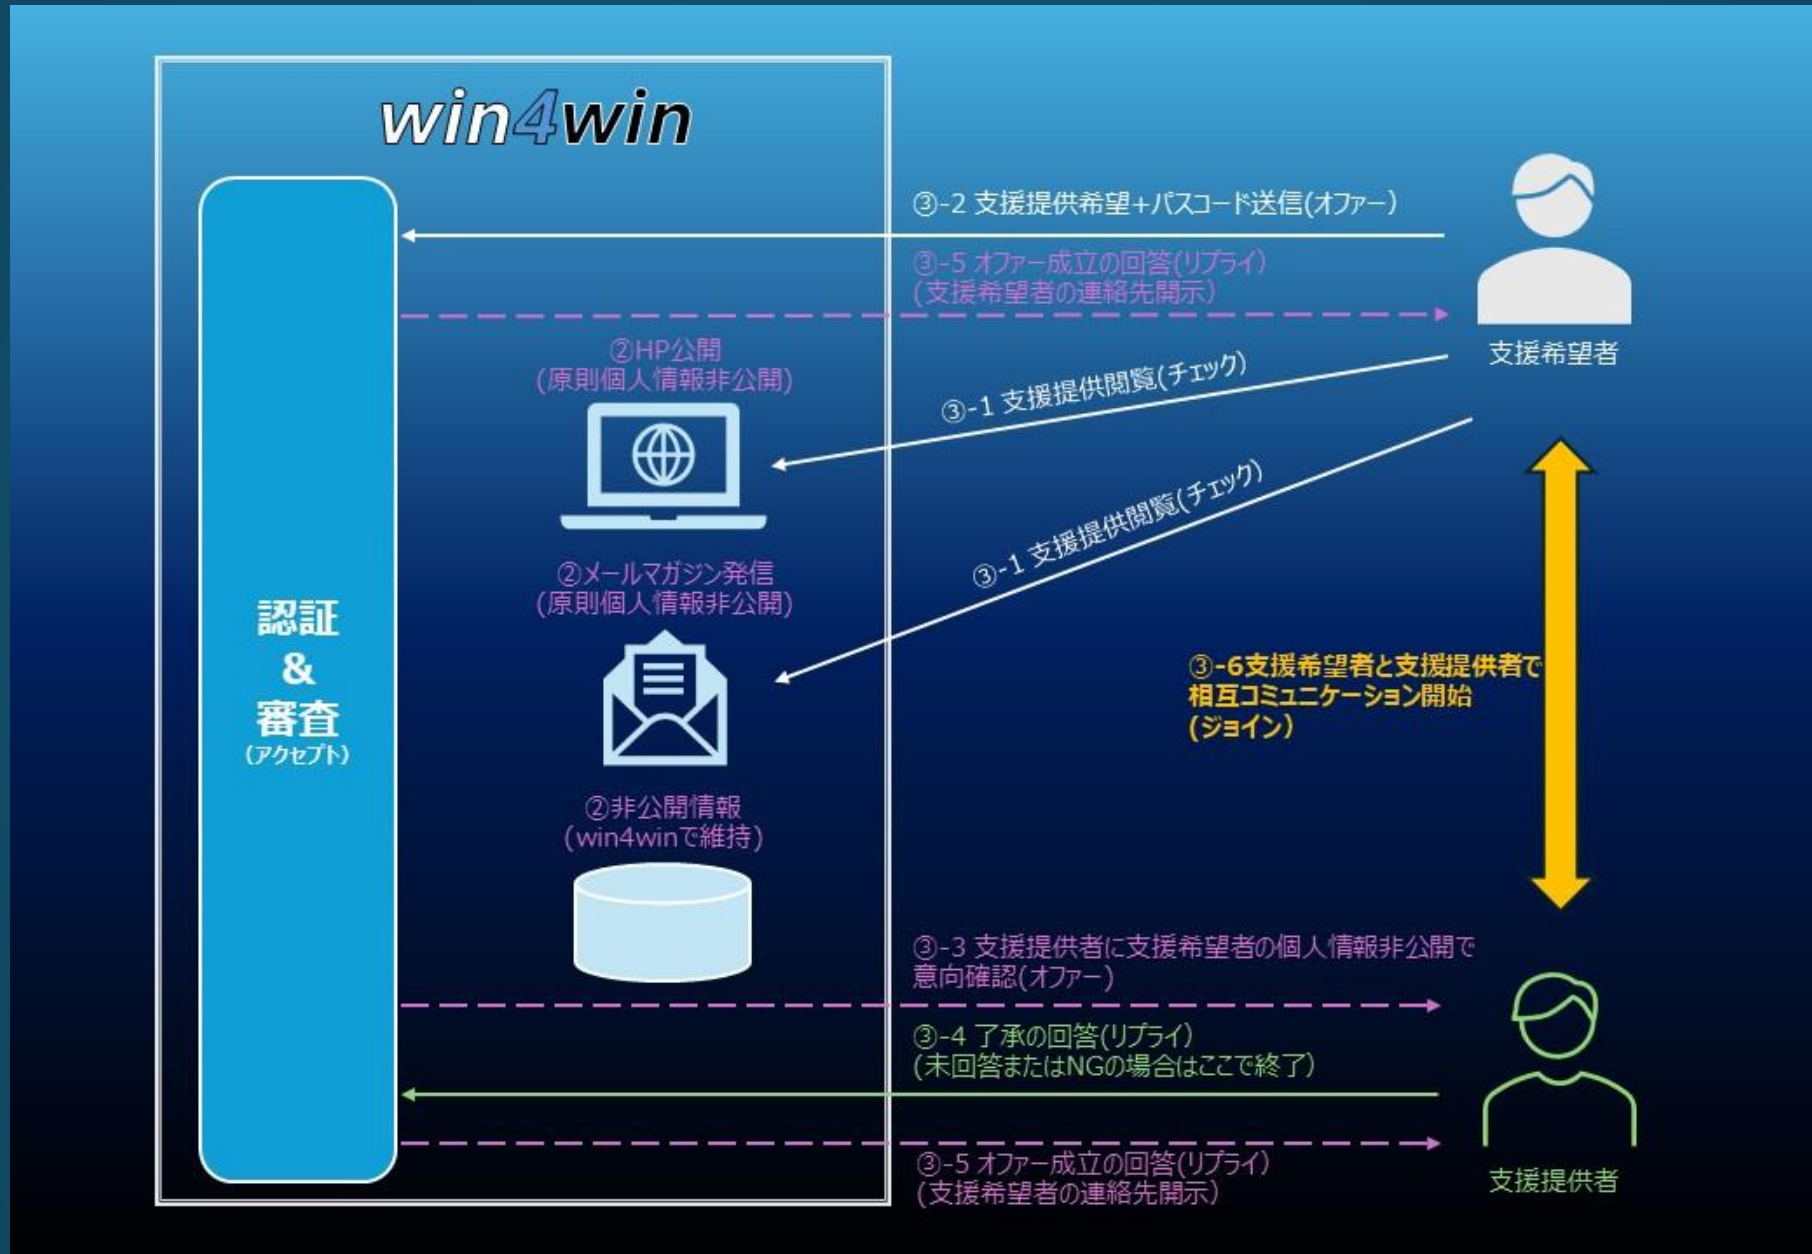 win4win
③-2 支援提供希望+パスコード送信(オファー)
③-5 オファー成立の回答(リプライ)
(支援希望者の連絡先開示)
支援希望者
②HP公開
(原則個人情報非公開)
③-1 支援提供閲覧(チェック)
③-1 支援提供閲覧(チェック)
②メールマガジン発信
(原則個人情報非公開)
認証
&
審査
(アクセプト)
③-6支援希望者と支援提供者で
相互コミュニケーション開始
(ジョイン)
②非公開情報
(win4winで維持)
③-3 支援提供者に支援希望者の個人情報非公開で
意向確認(オファー)
③-4 了承の回答(リプライ)
(未回答またはNGの場合はここで終了)
③-5 オファー成立の回答(リプライ)
(支援希望者の連絡先開示)
支援提供者